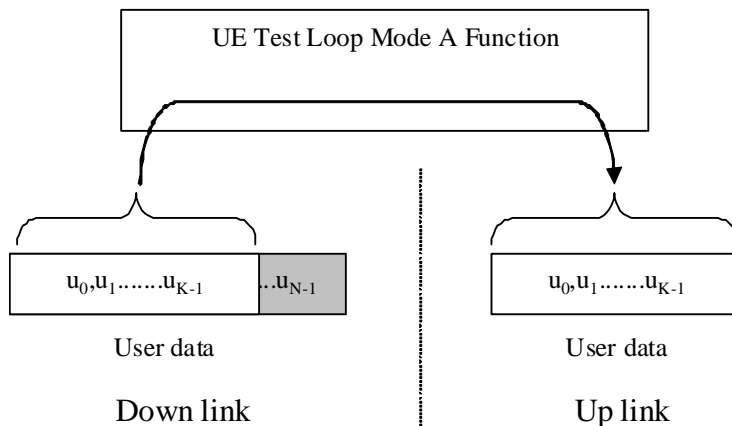 UE Test Loop Mode A Function
u0,u1.......uK-1 ...uN-1
u0,u1.......uK-1
User data
User data
Down link
Up link